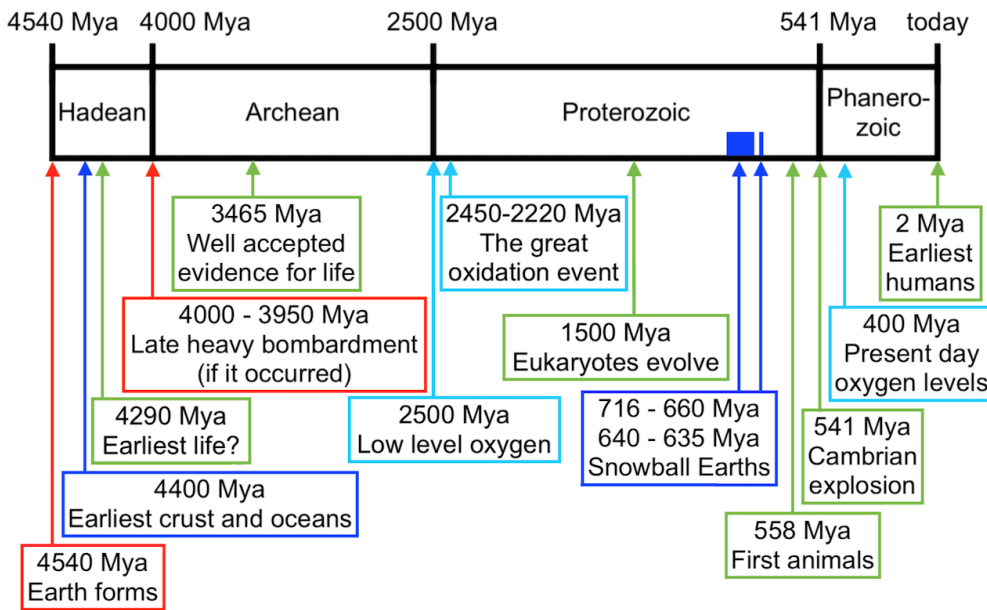 4540 Mya
4000 Mya
2500 Mya
541 Mya
today
Hadean
Archean
Proterozoic
Phanero-
zoic
3465 Mya
Well accepted
evidence for life
2450-2220 Mya
The great
oxidation event
2 Mya
Earliest
humans
4000 - 3950 Mya
Late heavy bombardment
(if it occurred)
1500 Mya
Eukaryotes evolve
400 Mya
Present day
oxygen levels
4290 Mya
Earliest life?
2500 Mya
Low level oxygen
716 - 660 Mya
640 - 635 Mya
Snowball Earths
541 Mya
Cambrian
explosion
4400 Mya
Earliest crust and oceans
558 Mya
First animals
4540 Mya
Earth forms